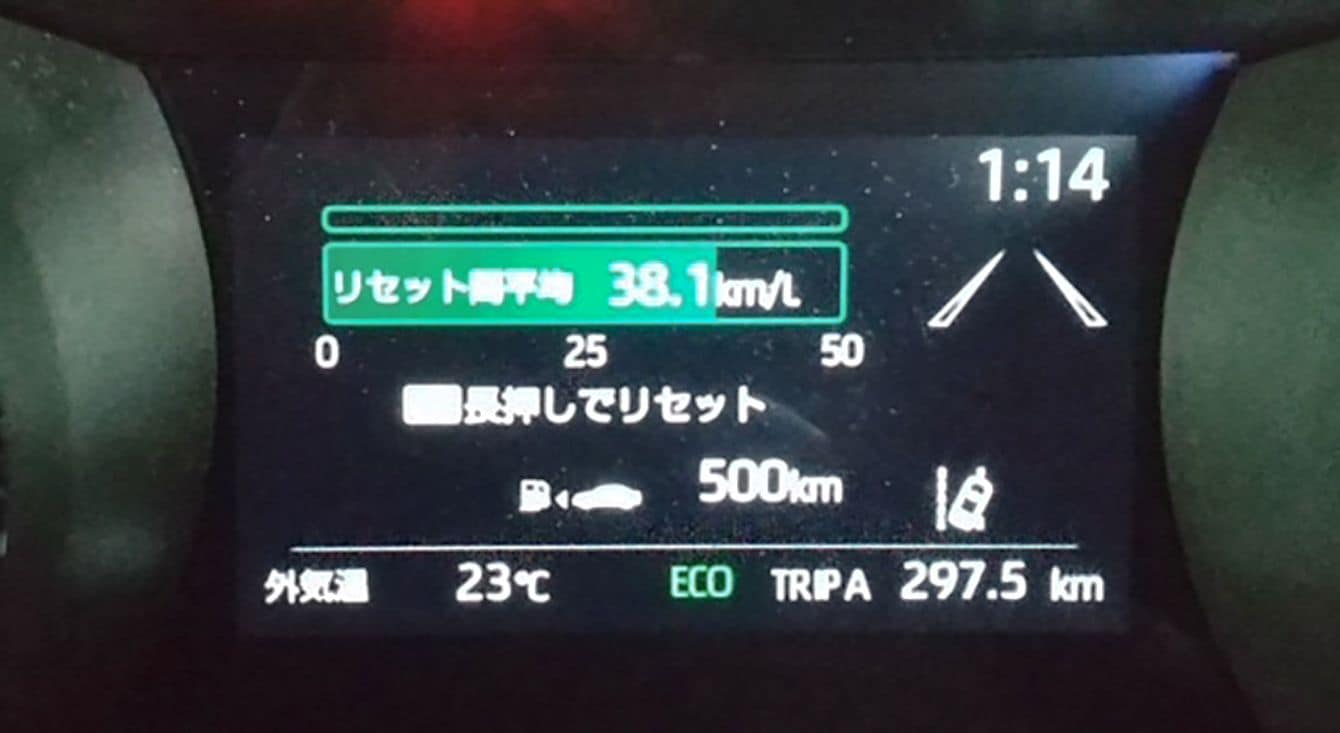 1:14
リセット間平均 38.1km/L
0 25 50
長押しでリセット
500km
外気温 23℃ ECO TRIP A 297.5 km